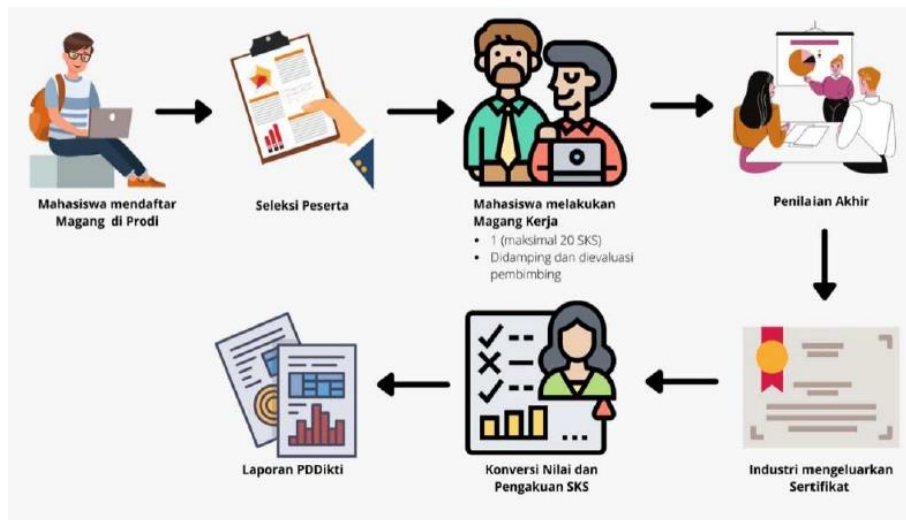 Mahasiswa mendaftar
Magang di Prodi
Seleksi Peserta
Mahasiswa melakukan
Magang Kerja
• 1 (maksimal 20 SKS)
• Didamping dan dievaluasi
pembimbing
Penilaian Akhir
Industri mengeluarkan
Sertifikat
Konversi Nilai dan
Pengakuan SKS
Laporan PDDikti